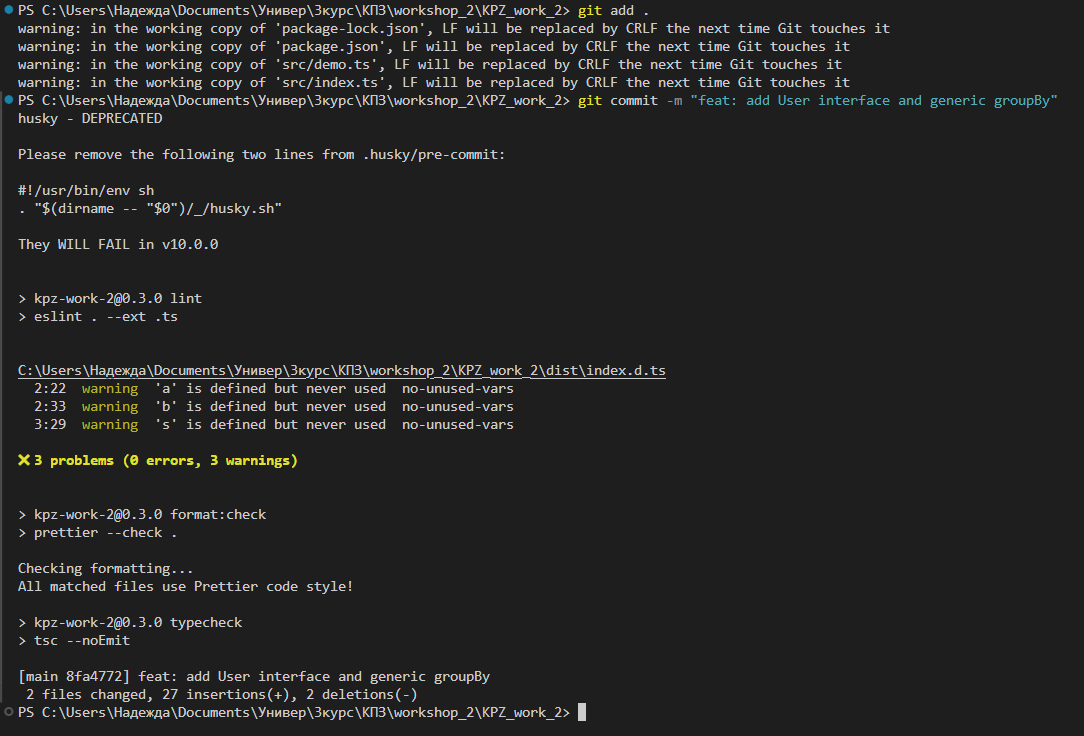 PS C:\Users\Надежда\Documents\Универ\3курс\КПЗ\workshop_2\KPZ_work_2> git add .
warning: in the working copy of 'package-lock.json', LF will be replaced by CRLF the next time Git touches it
warning: in the working copy of 'package.json', LF will be replaced by CRLF the next time Git touches it
warning: in the working copy of 'src/demo.ts', LF will be replaced by CRLF the next time Git touches it
warning: in the working copy of 'src/index.ts', LF will be replaced by CRLF the next time Git touches it
PS C:\Users\Надежда\Documents\Универ\3курс\КПЗ\workshop_2\KPZ_work_2> git commit -m "feat: add User interface and generic groupBy"
husky - DEPRECATED
Please remove the following two lines from .husky/pre-commit:
#!/usr/bin/env sh
. "$(dirname -- "$0")/_/husky.sh"
They WILL FAIL in v10.0.0
> kpz-work-2@0.3.0 lint
> eslint . --ext .ts
C:\Users\Надежда\Documents\Универ\3курс\КПЗ\workshop_2\KPZ_work_2\dist\index.d.ts
2:22 warning 'a' is defined but never used no-unused-vars
2:33 warning 'b' is defined but never used no-unused-vars
3:29 warning 's' is defined but never used no-unused-vars
✖ 3 problems (0 errors, 3 warnings)
> kpz-work-2@0.3.0 format:check
> prettier --check .
Checking formatting...
All matched files use Prettier code style!
> kpz-work-2@0.3.0 typecheck
> tsc --noEmit
[main 8fa4772] feat: add User interface and generic groupBy
2 files changed, 27 insertions(+), 2 deletions(-)
PS C:\Users\Надежда\Documents\Универ\3курс\КПЗ\workshop_2\KPZ_work_2>